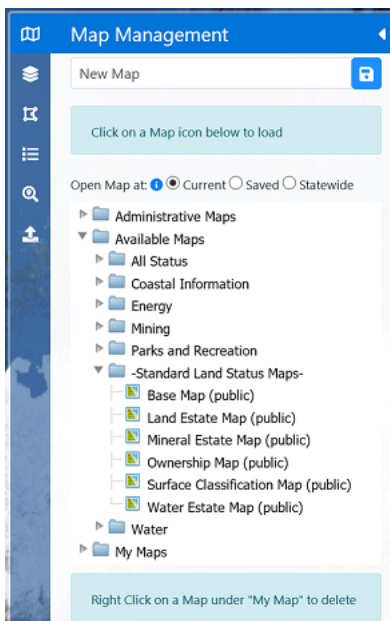 Map Management
New Map
Click on a Map icon below to load
Open Map at: Current Saved Statewide
Administrative Maps
Available Maps
All Status
Coastal Information
Energy
Mining
Parks and Recreation
-Standard Land Status Maps-
Base Map (public)
Land Estate Map (public)
Mineral Estate Map (public)
Ownership Map (public)
Surface Classification Map (public)
Water Estate Map (public)
Water
My Maps
Right Click on a Map under "My Map" to delete